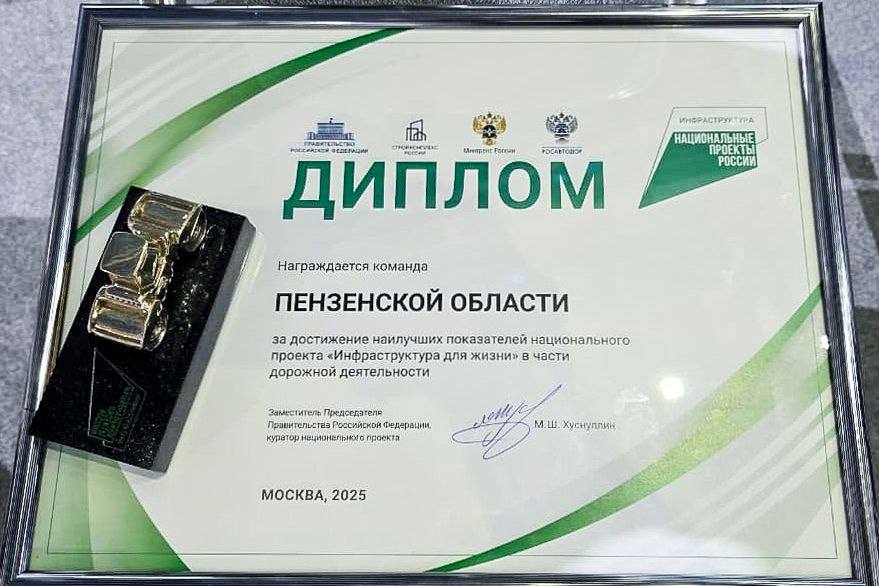 ПРАВИТЕЛЬСТВО
РОССИЙСКОЙ ФЕДЕРАЦИИ
СТРОЙКОМПЛЕКС
РОССИИ
Минтранс России
РОСАВТОДОР
ИНФРАСТРУКТУРА
НАЦИОНАЛЬНЫЕ
ПРОЕКТЫ
РОССИИ
ДИПЛОМ
Награждается команда
ПЕНЗЕНСКОЙ ОБЛАСТИ
за достижение наилучших показателей национального
проекта «Инфраструктура для жизни» в части
дорожной деятельности
Заместитель Председателя
Правительства Российской Федерации,
куратор национального проекта
М.Ш. Хуснуллин
МОСКВА, 2025